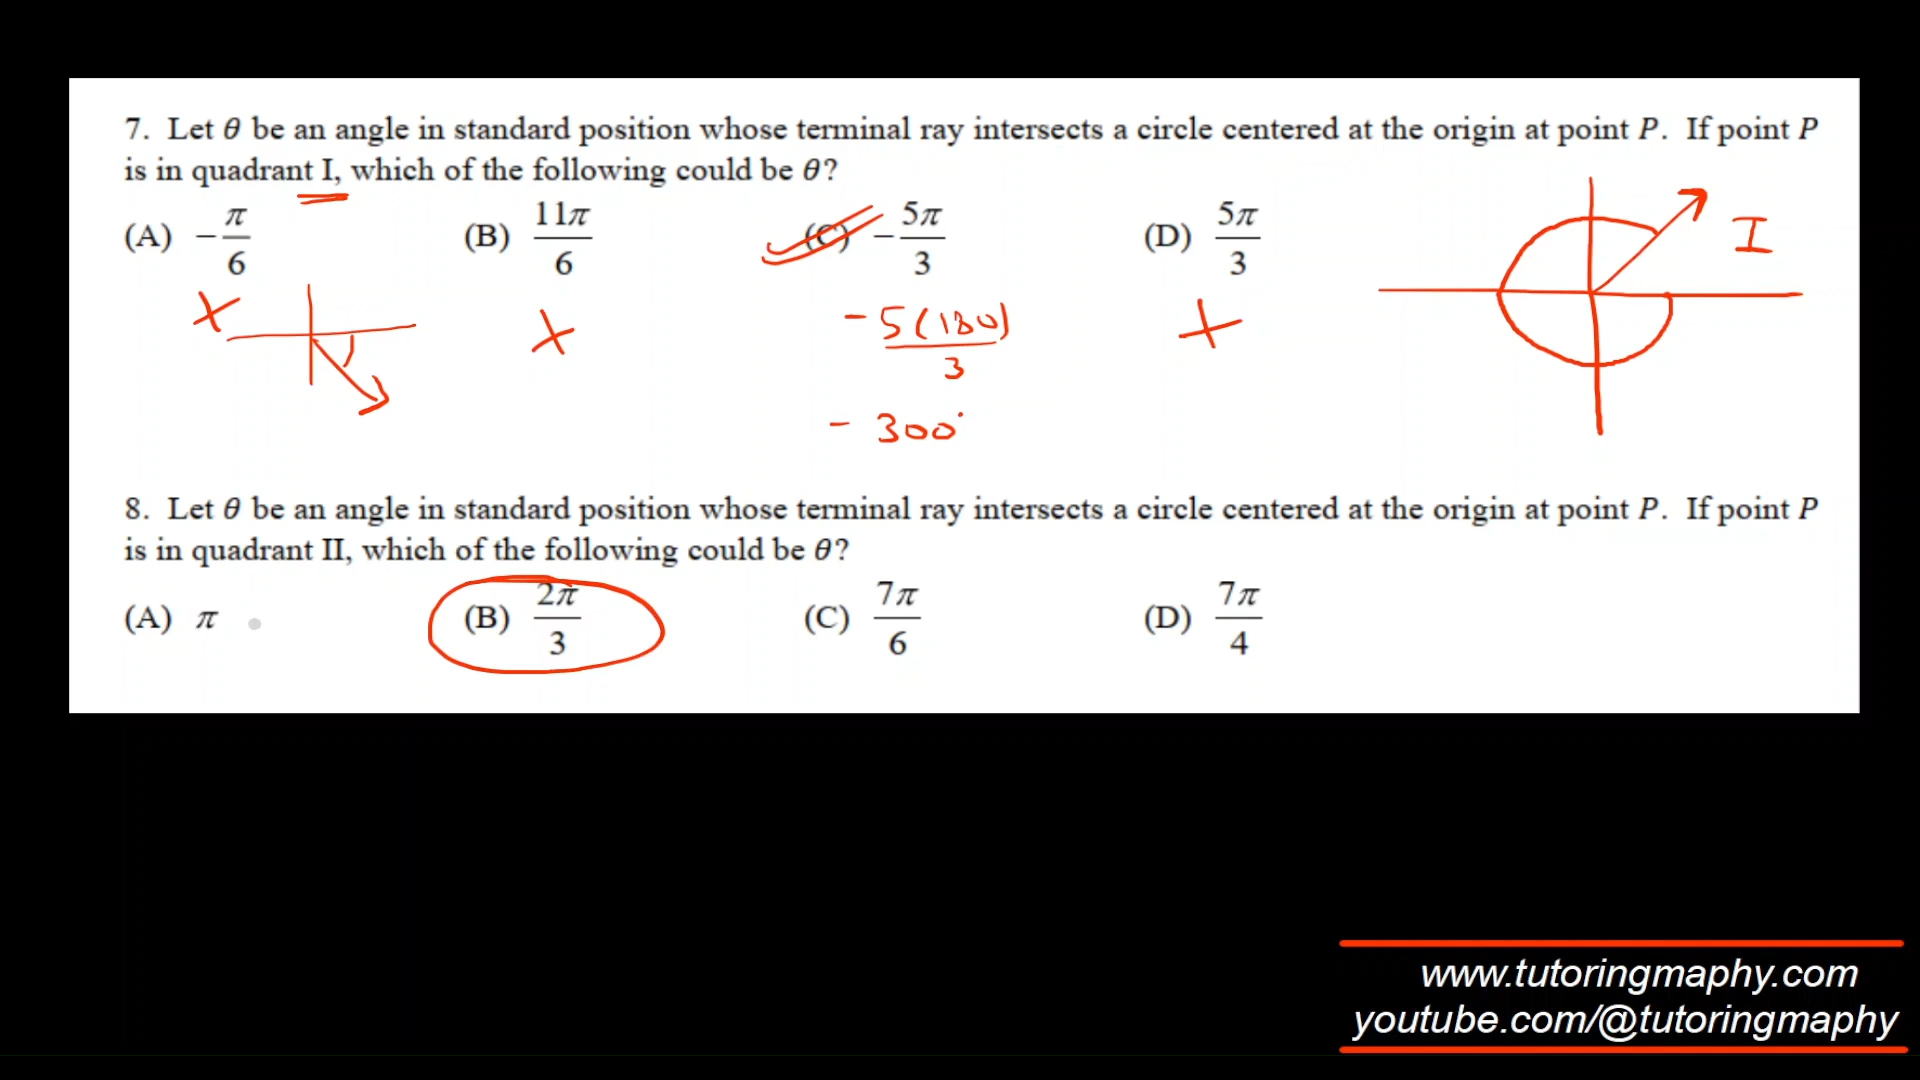 7. Let θ be an angle in standard position whose terminal ray intersects a circle centered at the origin at point P. If point P
is in quadrant I, which of the following could be θ?
(A) −π/6 (B) 11π/6 (C) −5π/3 (D) 5π/3
I
− 5(180)/3
− 300°
8. Let θ be an angle in standard position whose terminal ray intersects a circle centered at the origin at point P. If point P
is in quadrant II, which of the following could be θ?
(A) π (B) 2π/3 (C) 7π/6 (D) 7π/4
www.tutoringmaphy.com
youtube.com/@tutoringmaphy